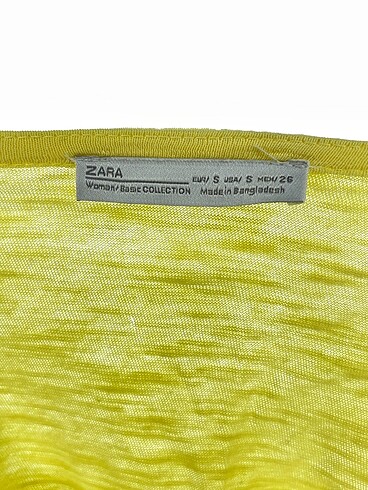 ZARA
Woman/Basic COLLECTION
EUR/ S USA/ S MEX/ 26
Made in Bangladesh